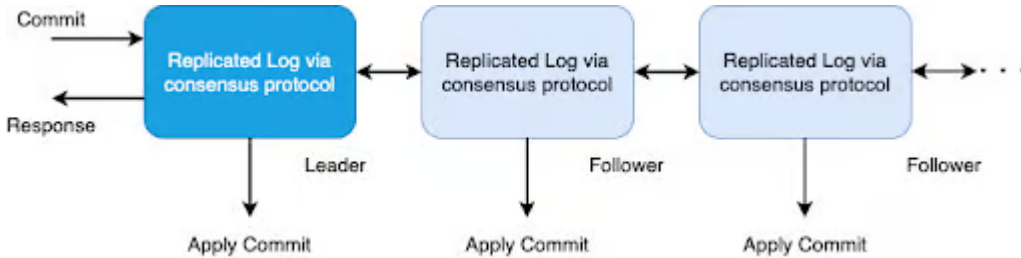 Commit
Replicated Log via
consensus protocol
Replicated Log via
consensus protocol
Replicated Log via
consensus protocol
Response
Leader
Follower
Follower
Apply Commit
Apply Commit
Apply Commit